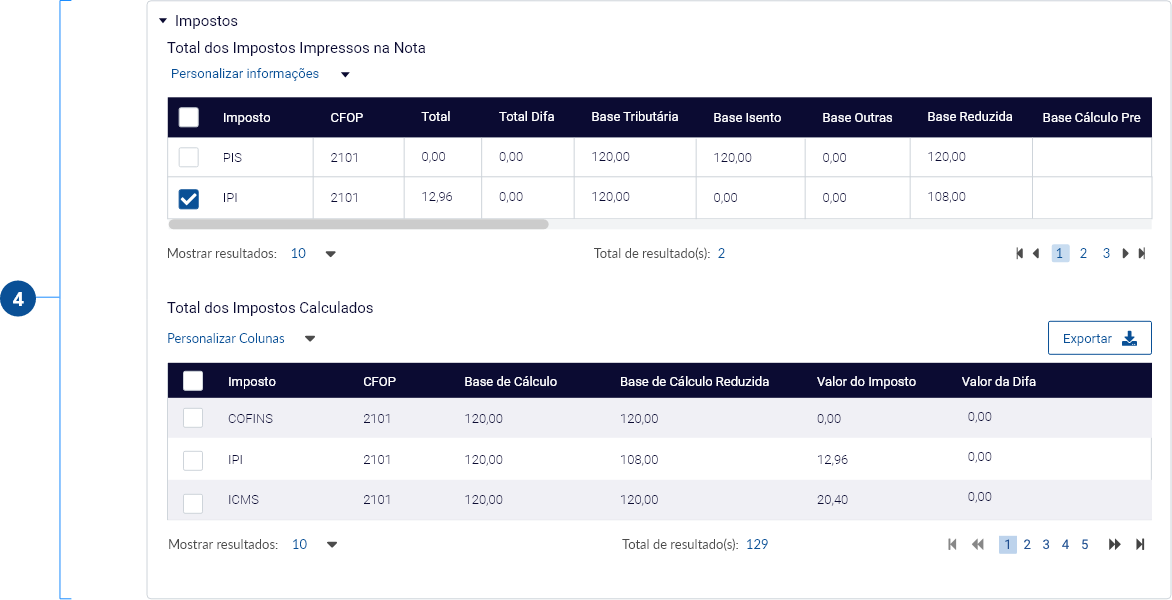 Impostos
Total dos Impostos Impressos na Nota
Personalizar informações
Imposto CFOP Total Total Difa Base Tributária Base Isento Base Outras Base Reduzida Base Cálculo Pre
PIS 2101 0,00 0,00 120,00 120,00 0,00 120,00
IPI 2101 12,96 0,00 120,00 0,00 0,00 108,00
Mostrar resultados: 10 Total de resultado(s): 2 1 2 3
4
Total dos Impostos Calculados
Personalizar Colunas Exportar
Imposto CFOP Base de Cálculo Base de Cálculo Reduzida Valor do Imposto Valor da Difa
COFINS 2101 120,00 120,00 0,00 0,00
IPI 2101 120,00 108,00 12,96 0,00
ICMS 2101 120,00 120,00 20,40 0,00
Mostrar resultados: 10 Total de resultado(s): 129 1 2 3 4 5